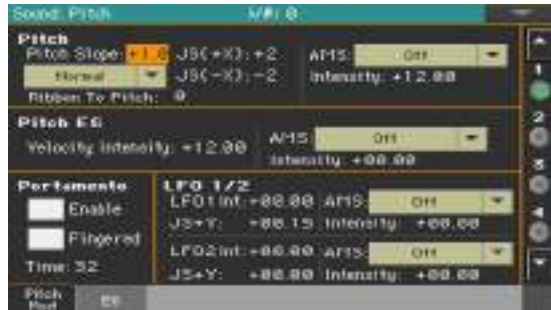 Sound: Pitch
Pitch
Pitch Slope: +1.0 JS(+X): +2 AMS: Off
Normal JS(-X): -2 Intensity: +12.00
Ribbon To Pitch: 0
Pitch EG
Velocity Intensity: +12.00 AMS: Off
Intensity: +00.00
Portamento
Enable
Fingered
Time: 32
LFO 1/2
LFO1 Int: +00.00 AMS: Off
JS+Y: +00.15 Intensity: +00.00
LFO2 Int: +00.00 AMS: Off
JS+Y: +00.00 Intensity: +00.00
1
2
3
4
Pitch Mod
EG